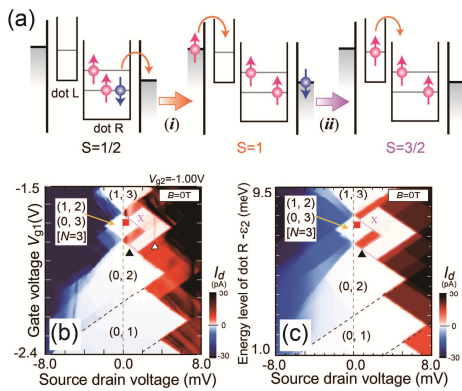 (a)
dot L
dot R
(i)
(ii)
S=1/2
S=1
S=3/2
Vg2=−1.00V
-1.5
(1, 3)
B=0T
X
(1, 2)
(0, 3)
[N=3]
Gate voltage Vg1(V)
(0, 2)
(0, 1)
(b)
-2.4
-8.0
0
8.0
(mV)
Source drain voltage
Id
(pA)
30
0
-30
9.5
(1, 3)
B=0T
X
(1, 2)
(0, 3)
[N=3]
Energy level of dot R -ε2 (meV)
(0, 2)
(0, 1)
(c)
1.0
-8.0
0
8.0
(mV)
Source drain voltage
Id
(pA)
30
0
-30